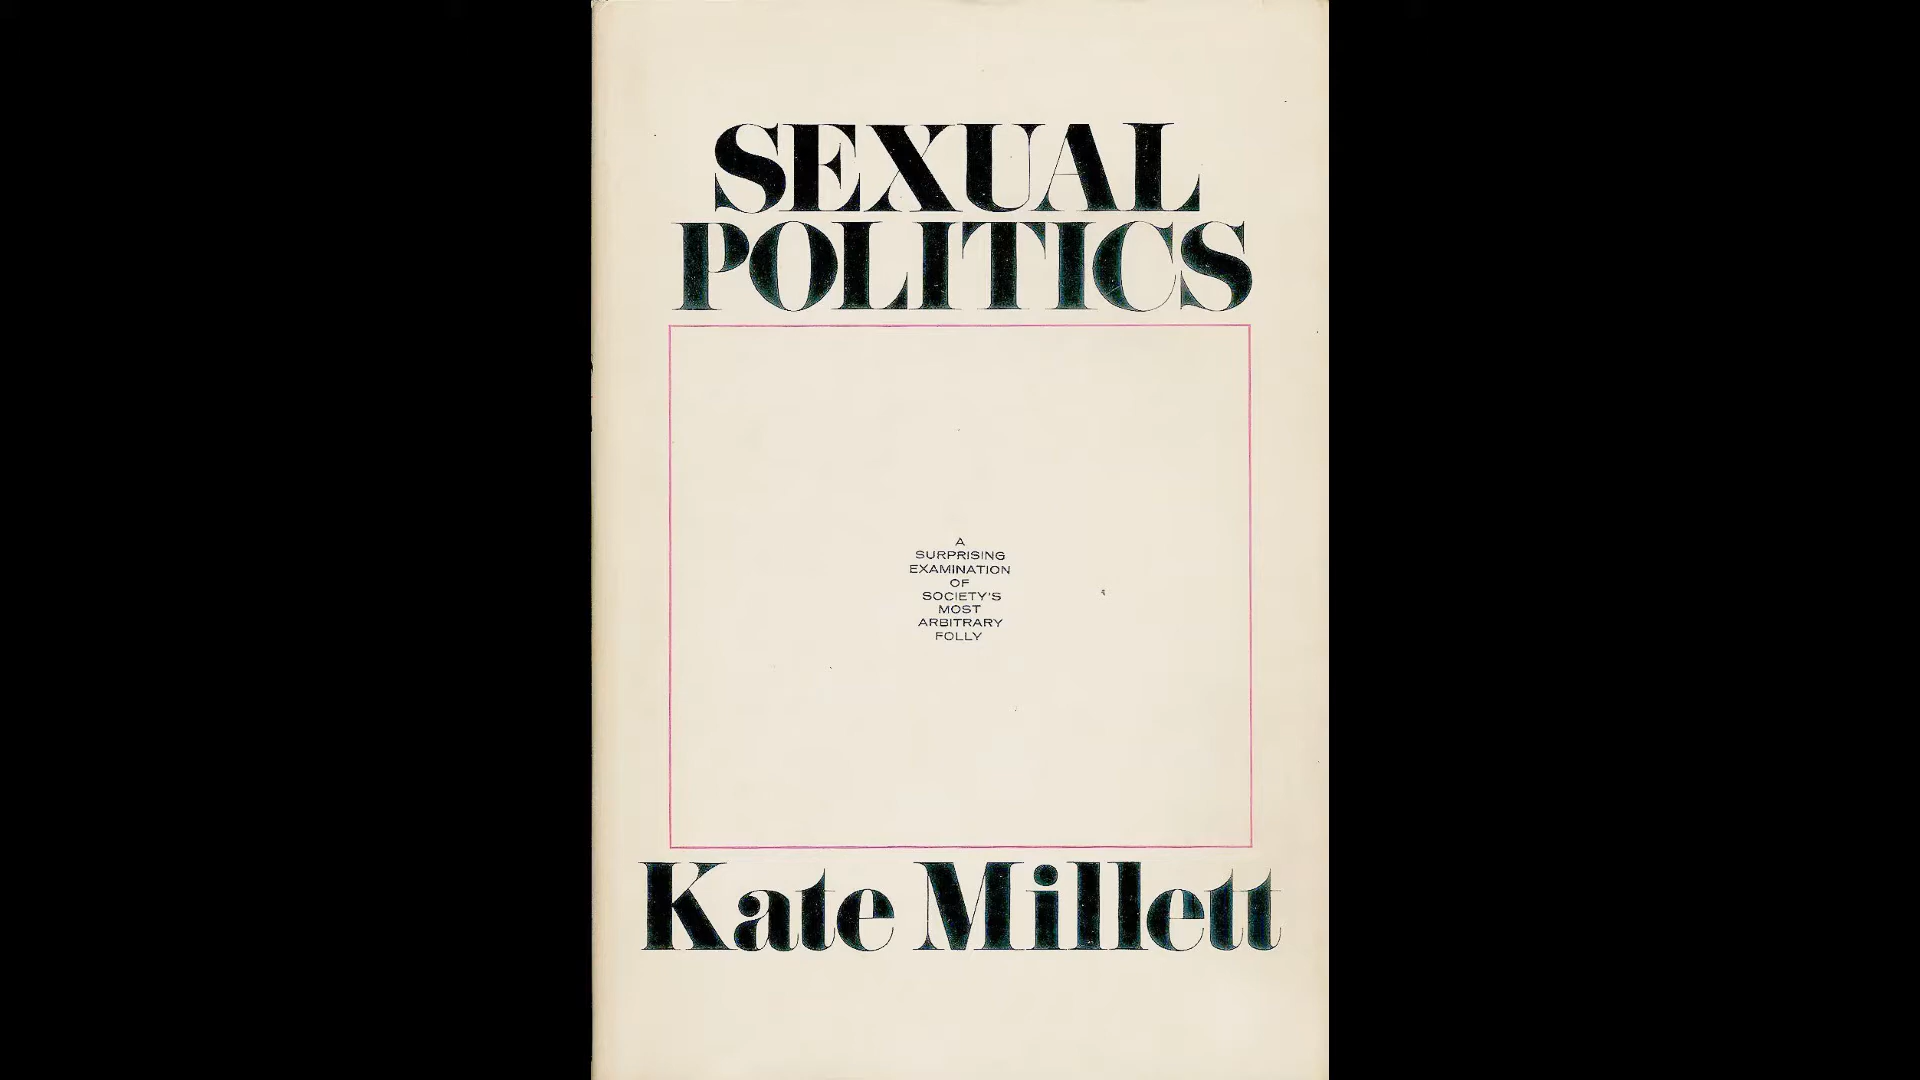 SEXUAL
POLITICS
A
SURPRISING
EXAMINATION
OF
SOCIETY'S
MOST
ARBITRARY
FOLLY
Kate Millett